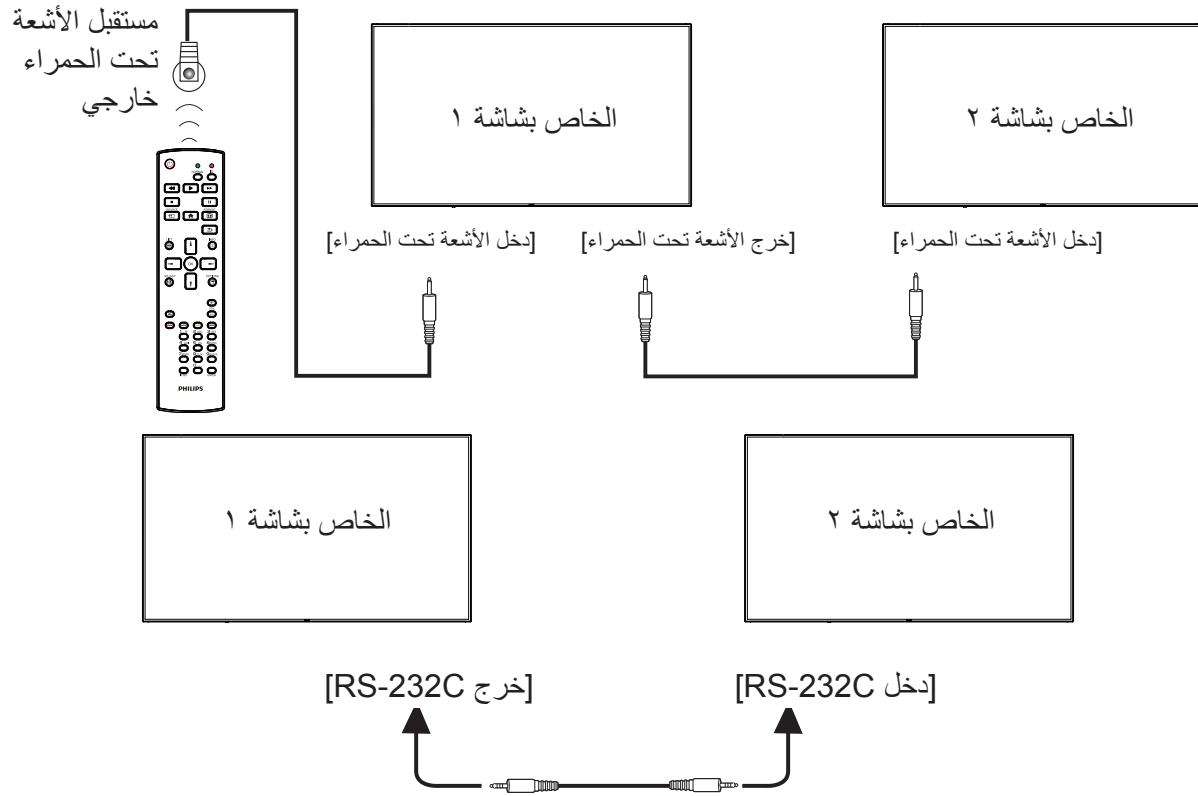 مستقبل الأشعة
تحت الحمراء
خارجي
الخاص بشاشة ١
الخاص بشاشة ٢
[دخل الأشعة تحت الحمراء]
[خرج الأشعة تحت الحمراء]
[دخل الأشعة تحت الحمراء]
PHILIPS
الخاص بشاشة ١
الخاص بشاشة ٢
[خرج RS-232C]
[دخل RS-232C]